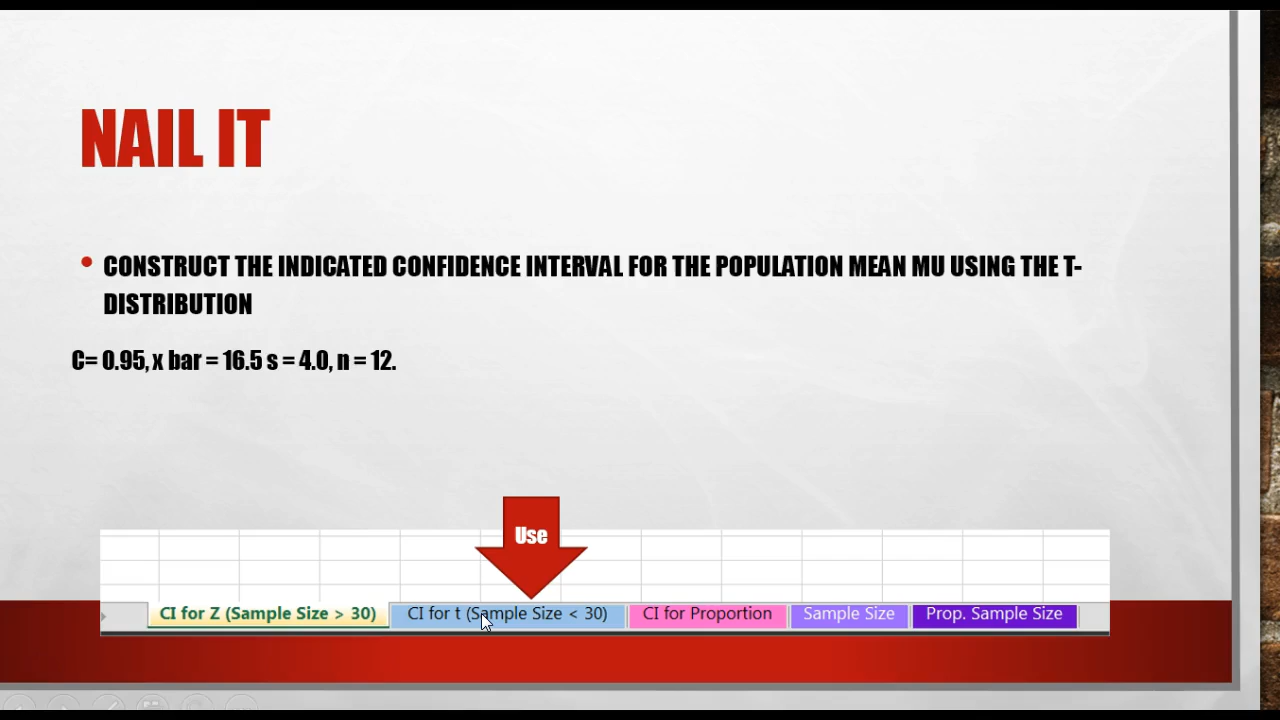 NAIL IT
• CONSTRUCT THE INDICATED CONFIDENCE INTERVAL FOR THE POPULATION MEAN MU USING THE T-
DISTRIBUTION
C= 0.95, x bar = 16.5 s = 4.0, n = 12.
Use
CI for Z (Sample Size > 30) CI for t (Sample Size < 30) CI for Proportion Sample Size Prop. Sample Size